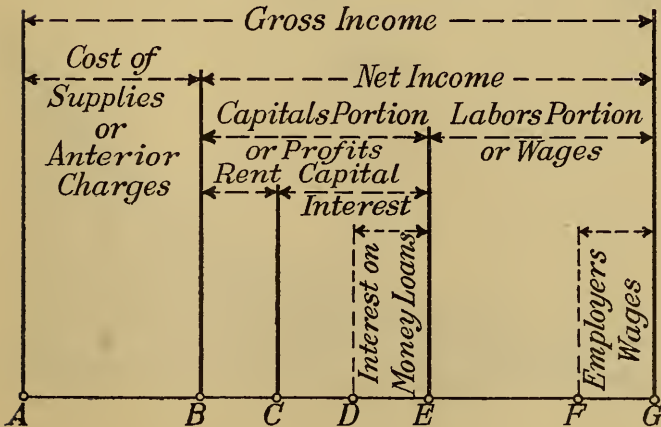 Gross Income
Cost of
Supplies
or
Anterior
Charges
Net Income
Capitals Portion
or Profits
Labors Portion
or Wages
Rent
Capital
Interest
Interest on
Money Loans
Employers
Wages
A B C D E F G